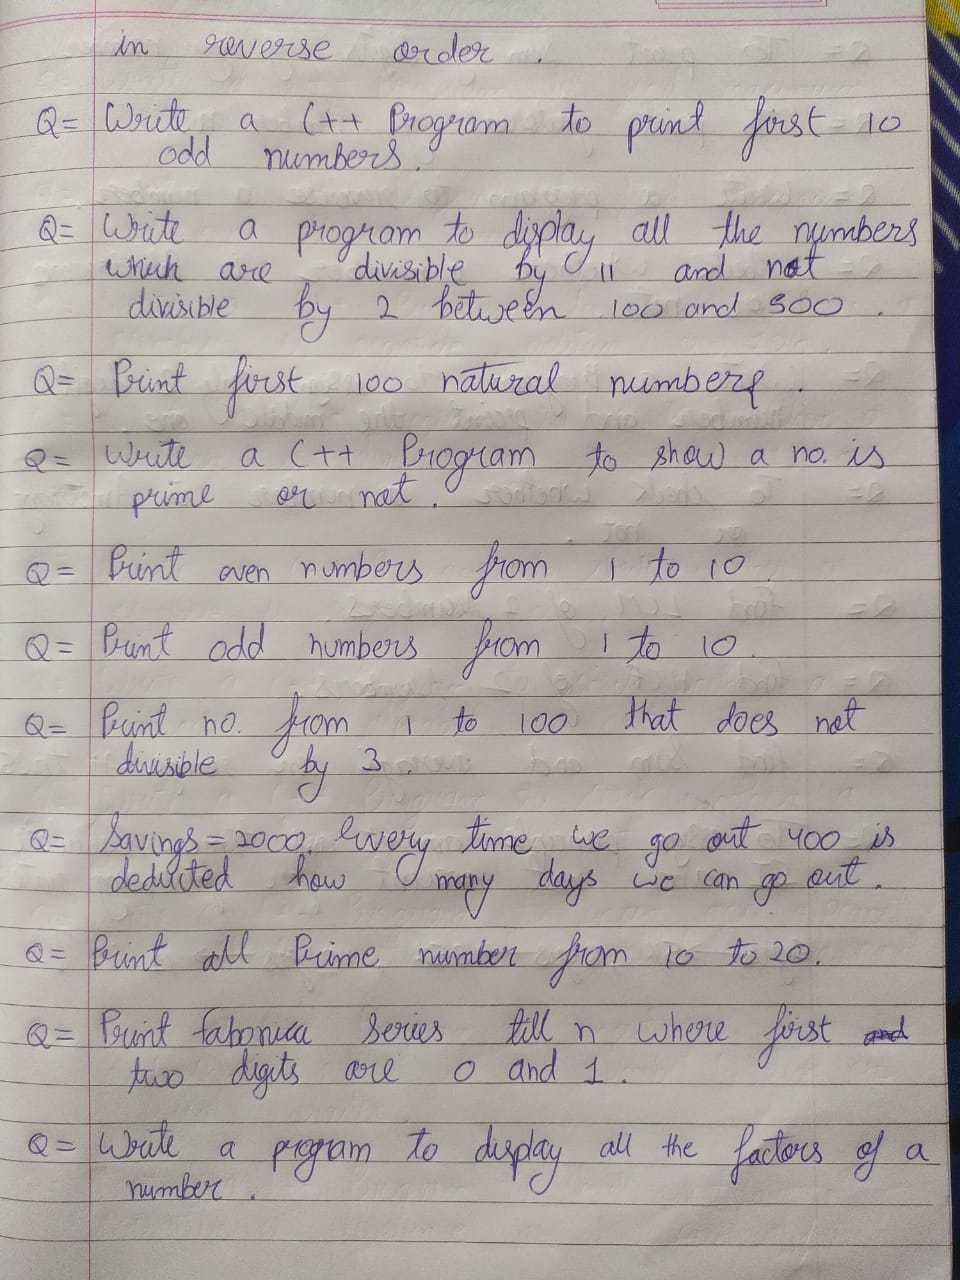 in reverse order .
Q= Write a C++ Program to print first 10
odd numbers.
Q= Write a program to display all the numbers
which are divisible by 11 and not
divisible by 2 between 100 and 500 .
Q= Print first 100 natural numbers .
Q= Write a C++ Program to show a no. is
prime or not .
Q= Print even numbers from 1 to 10
Q= Print odd numbers from 1 to 10
Q= Print no. from 1 to 100 that does not
divisible by 3 .
Q= Savings = 2000. Every time we go out 400 is
deducted how many days we can go out .
Q= Print all Prime number from 10 to 20.
Q= Print fabonica series till n where first
two digits are 0 and 1 .
Q= Write a program to display all the factors of a
number .